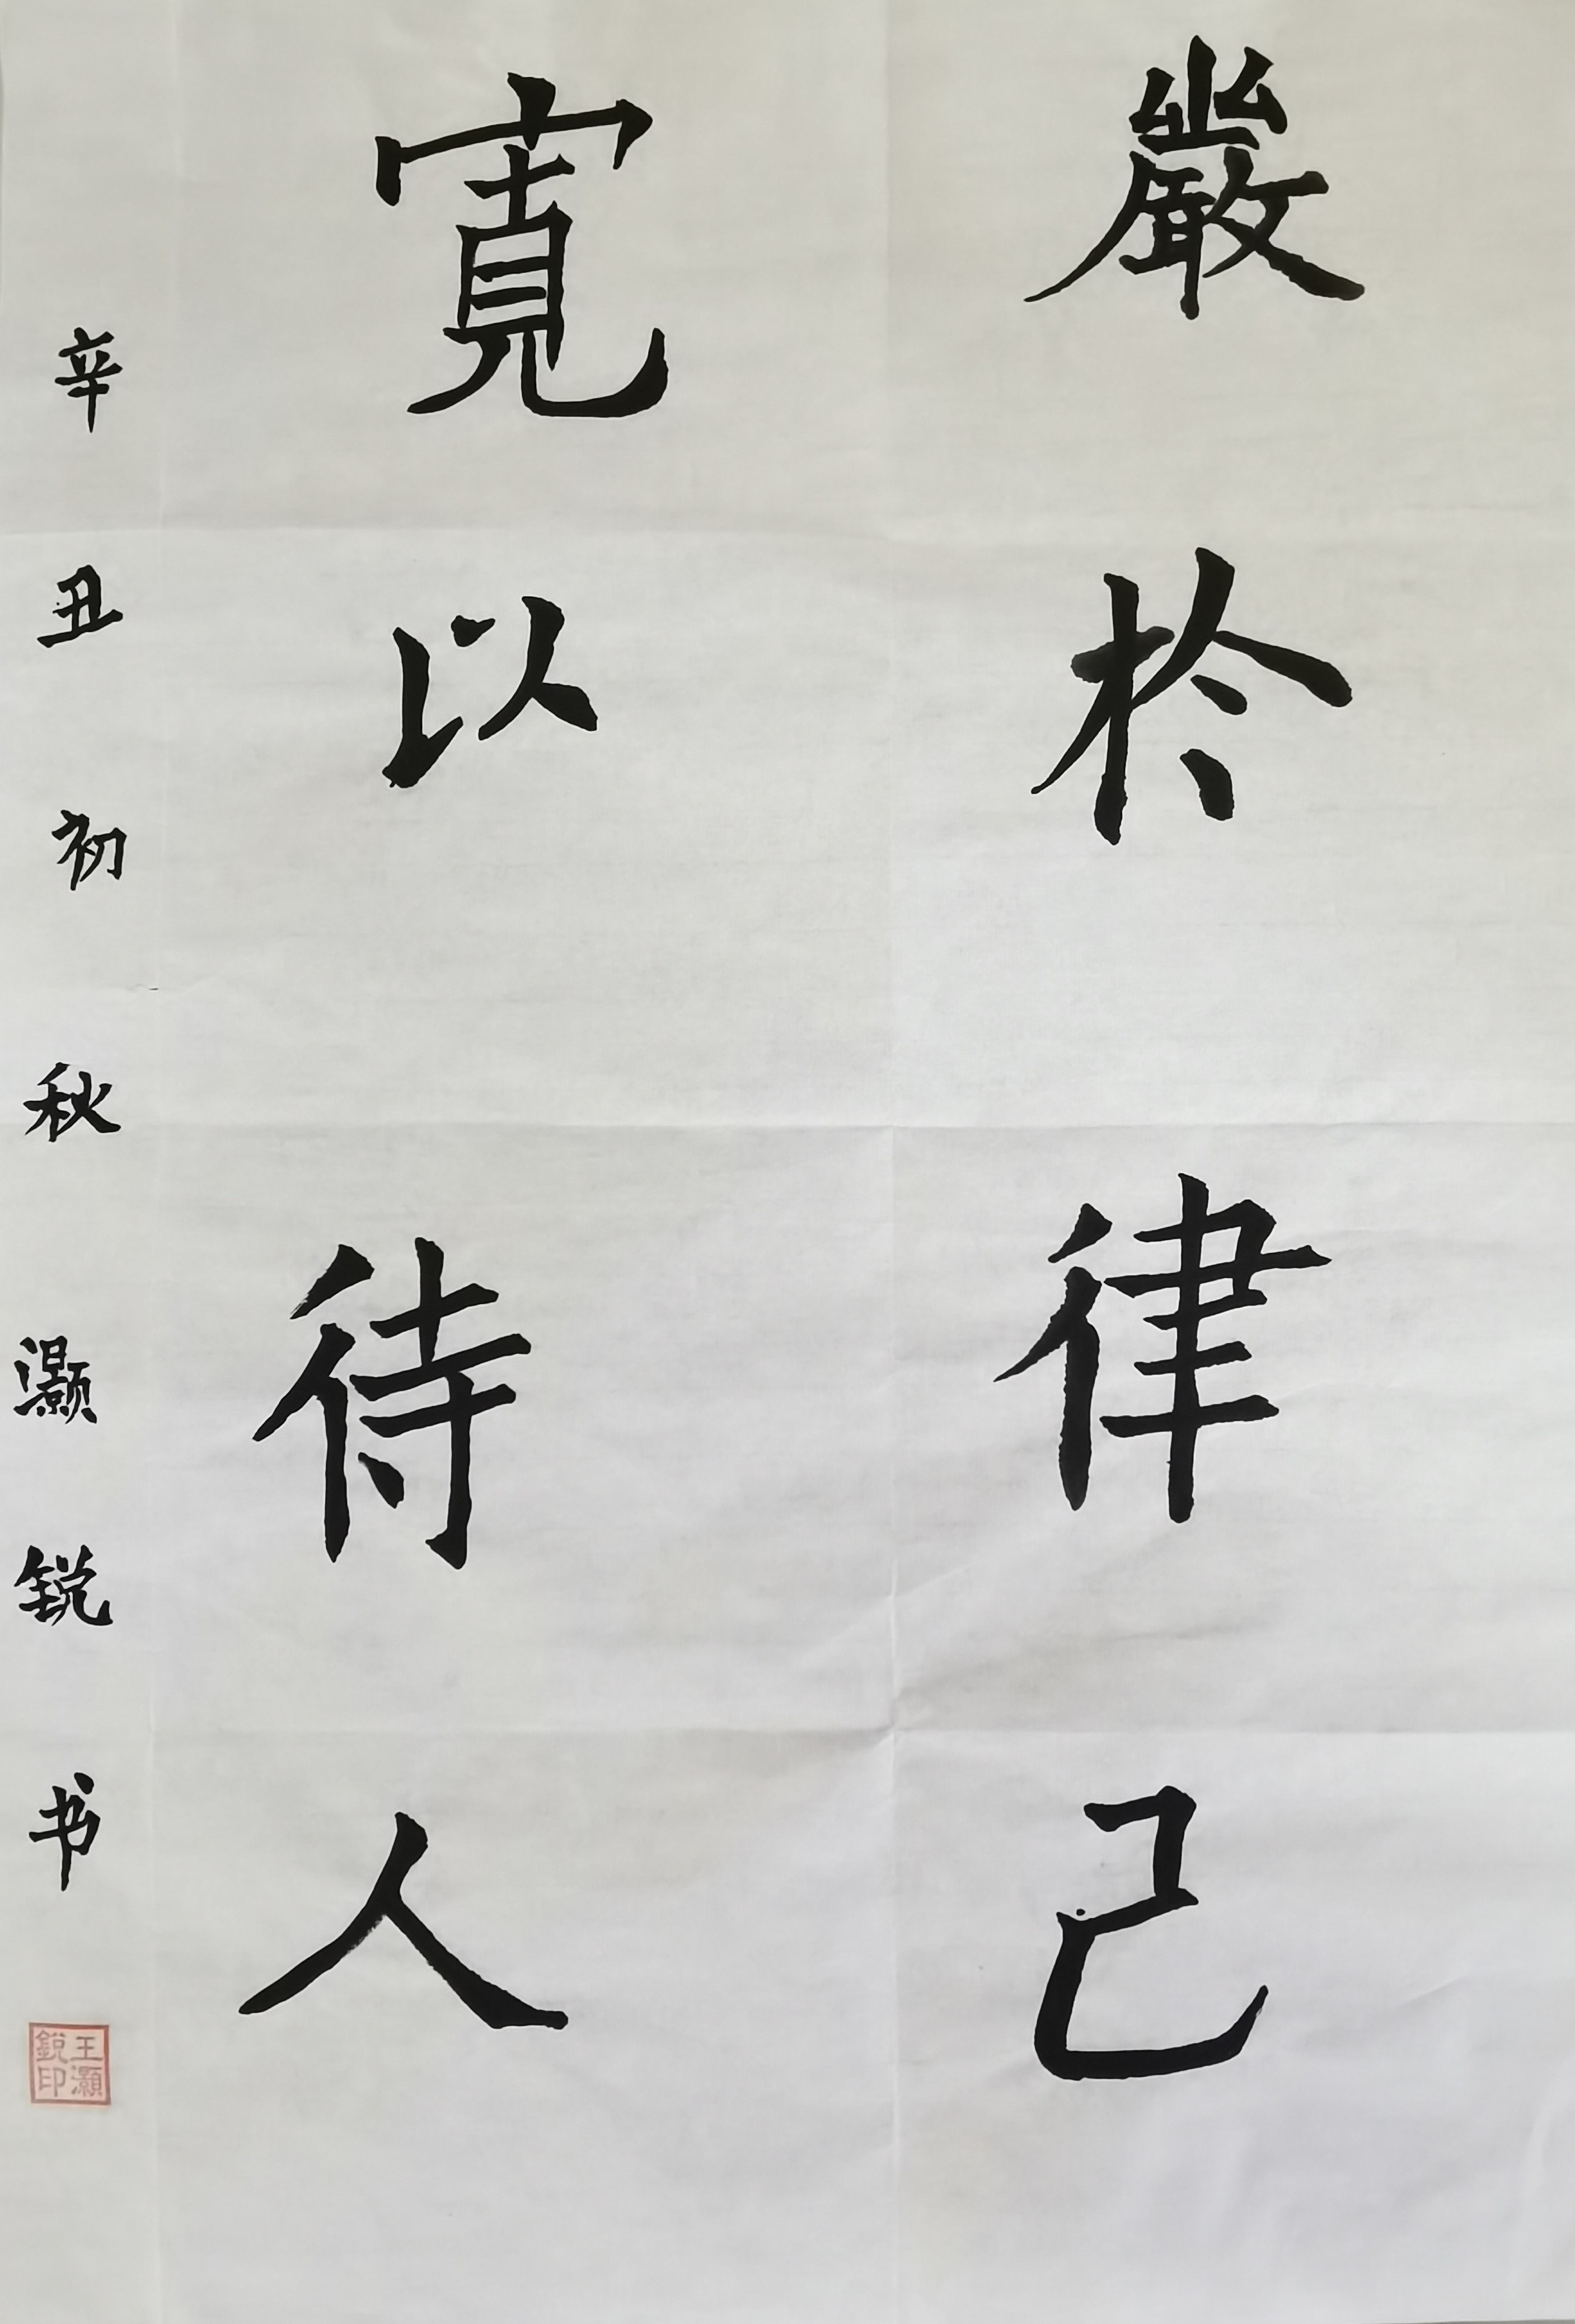 嚴於律己
寬以待人
辛丑初秋灏锐书
王灝
銳印